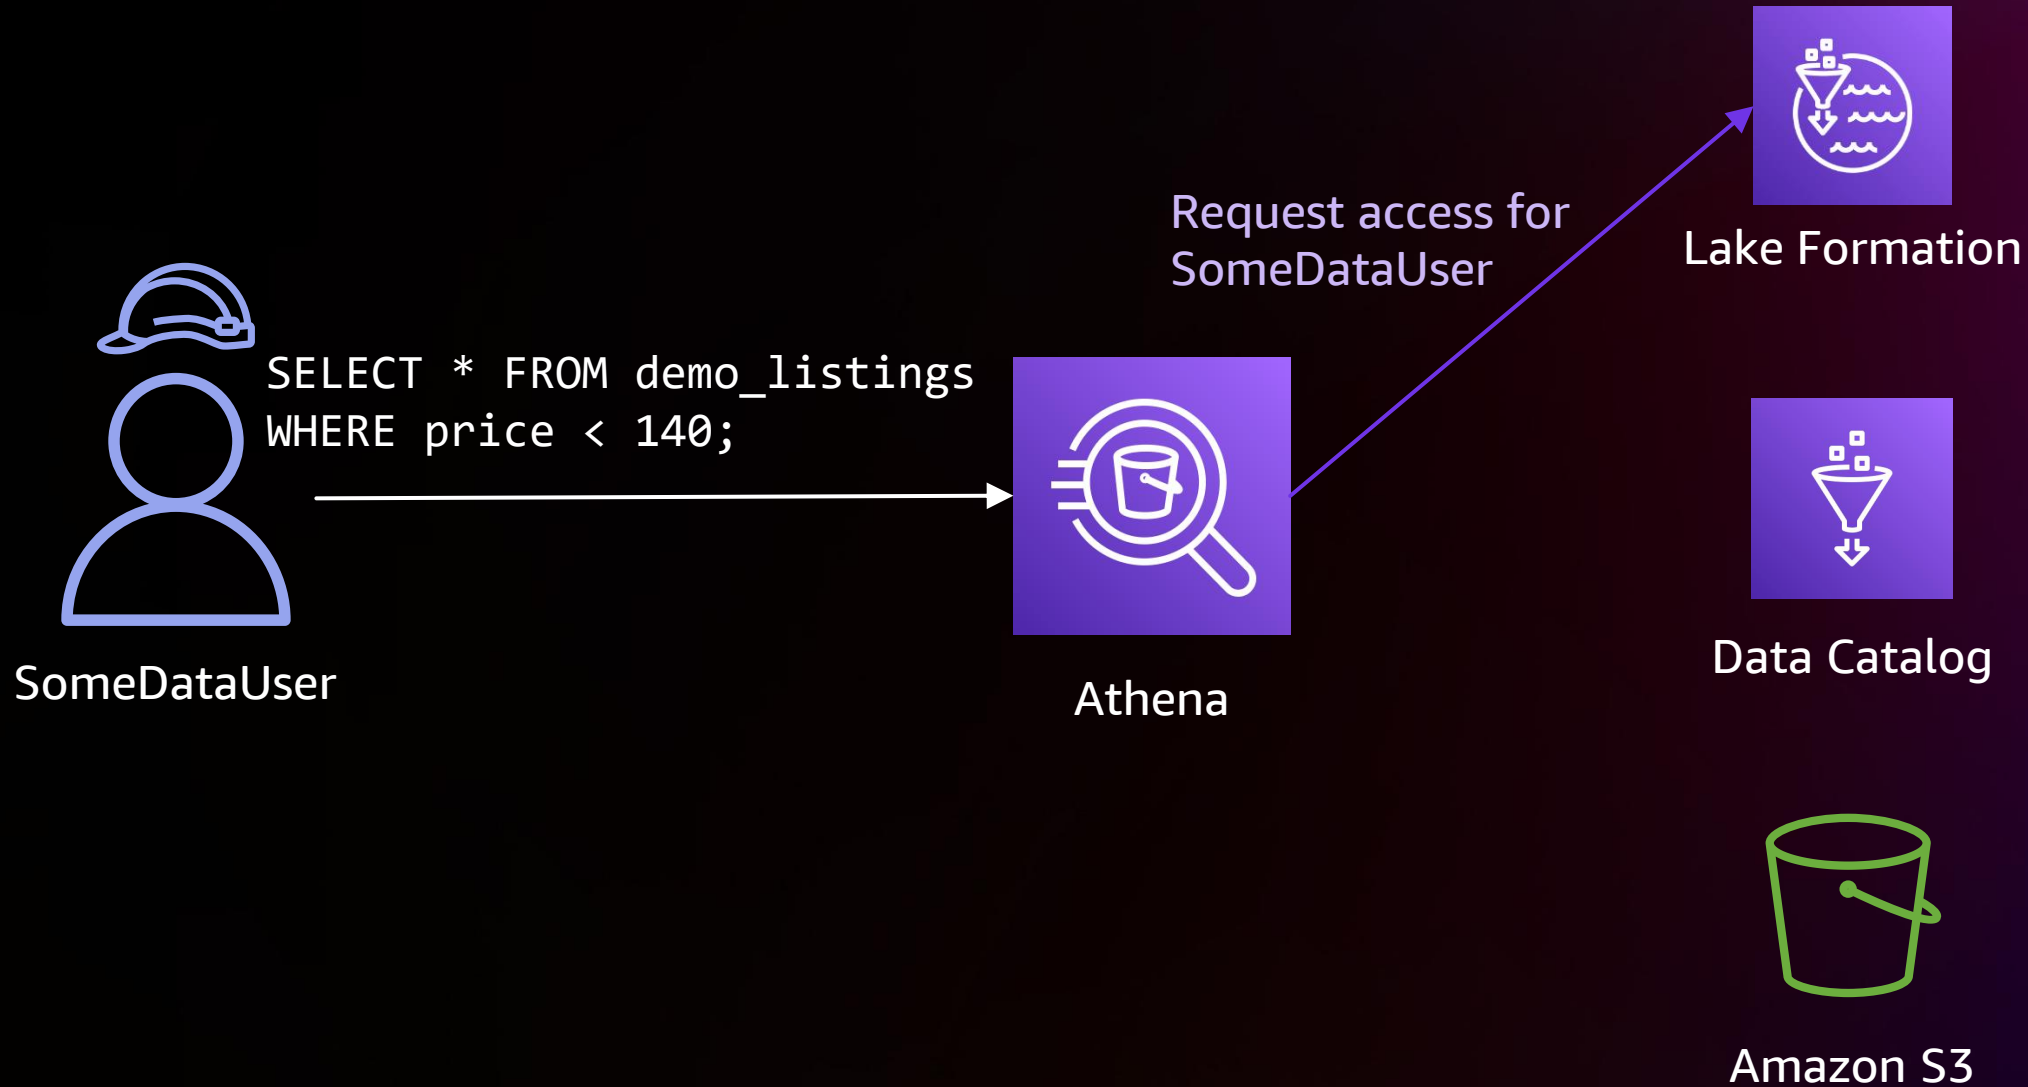 SELECT * FROM demo_listings
WHERE price < 140;
SomeDataUser
Athena
Request access for
SomeDataUser
Lake Formation
Data Catalog
Amazon S3